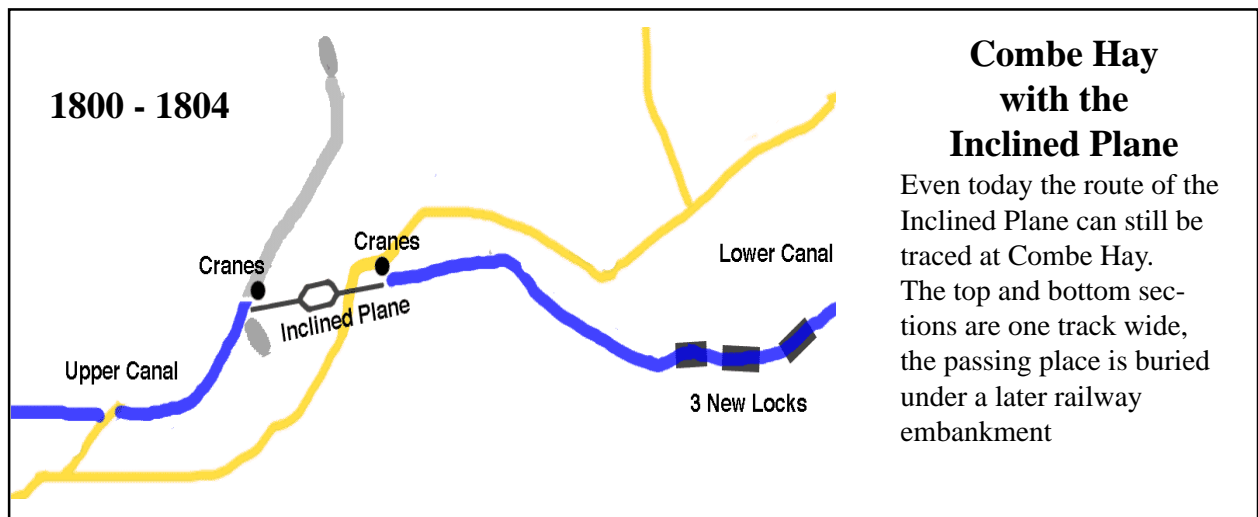 1800 - 1804
Cranes
Cranes
Inclined Plane
Upper Canal
Lower Canal
3 New Locks
Combe Hay
with the
Inclined Plane
Even today the route of the
Inclined Plane can still be
traced at Combe Hay.
The top and bottom sec-
tions are one track wide,
the passing place is buried
under a later railway
embankment